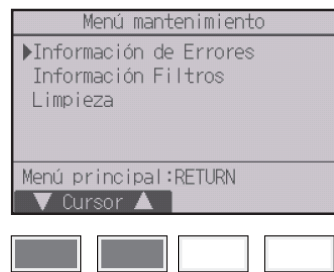 Menú mantenimiento
▶Información de Errores
Información Filtros
Limpieza
Menú principal:RETURN
▼ Cursor ▲